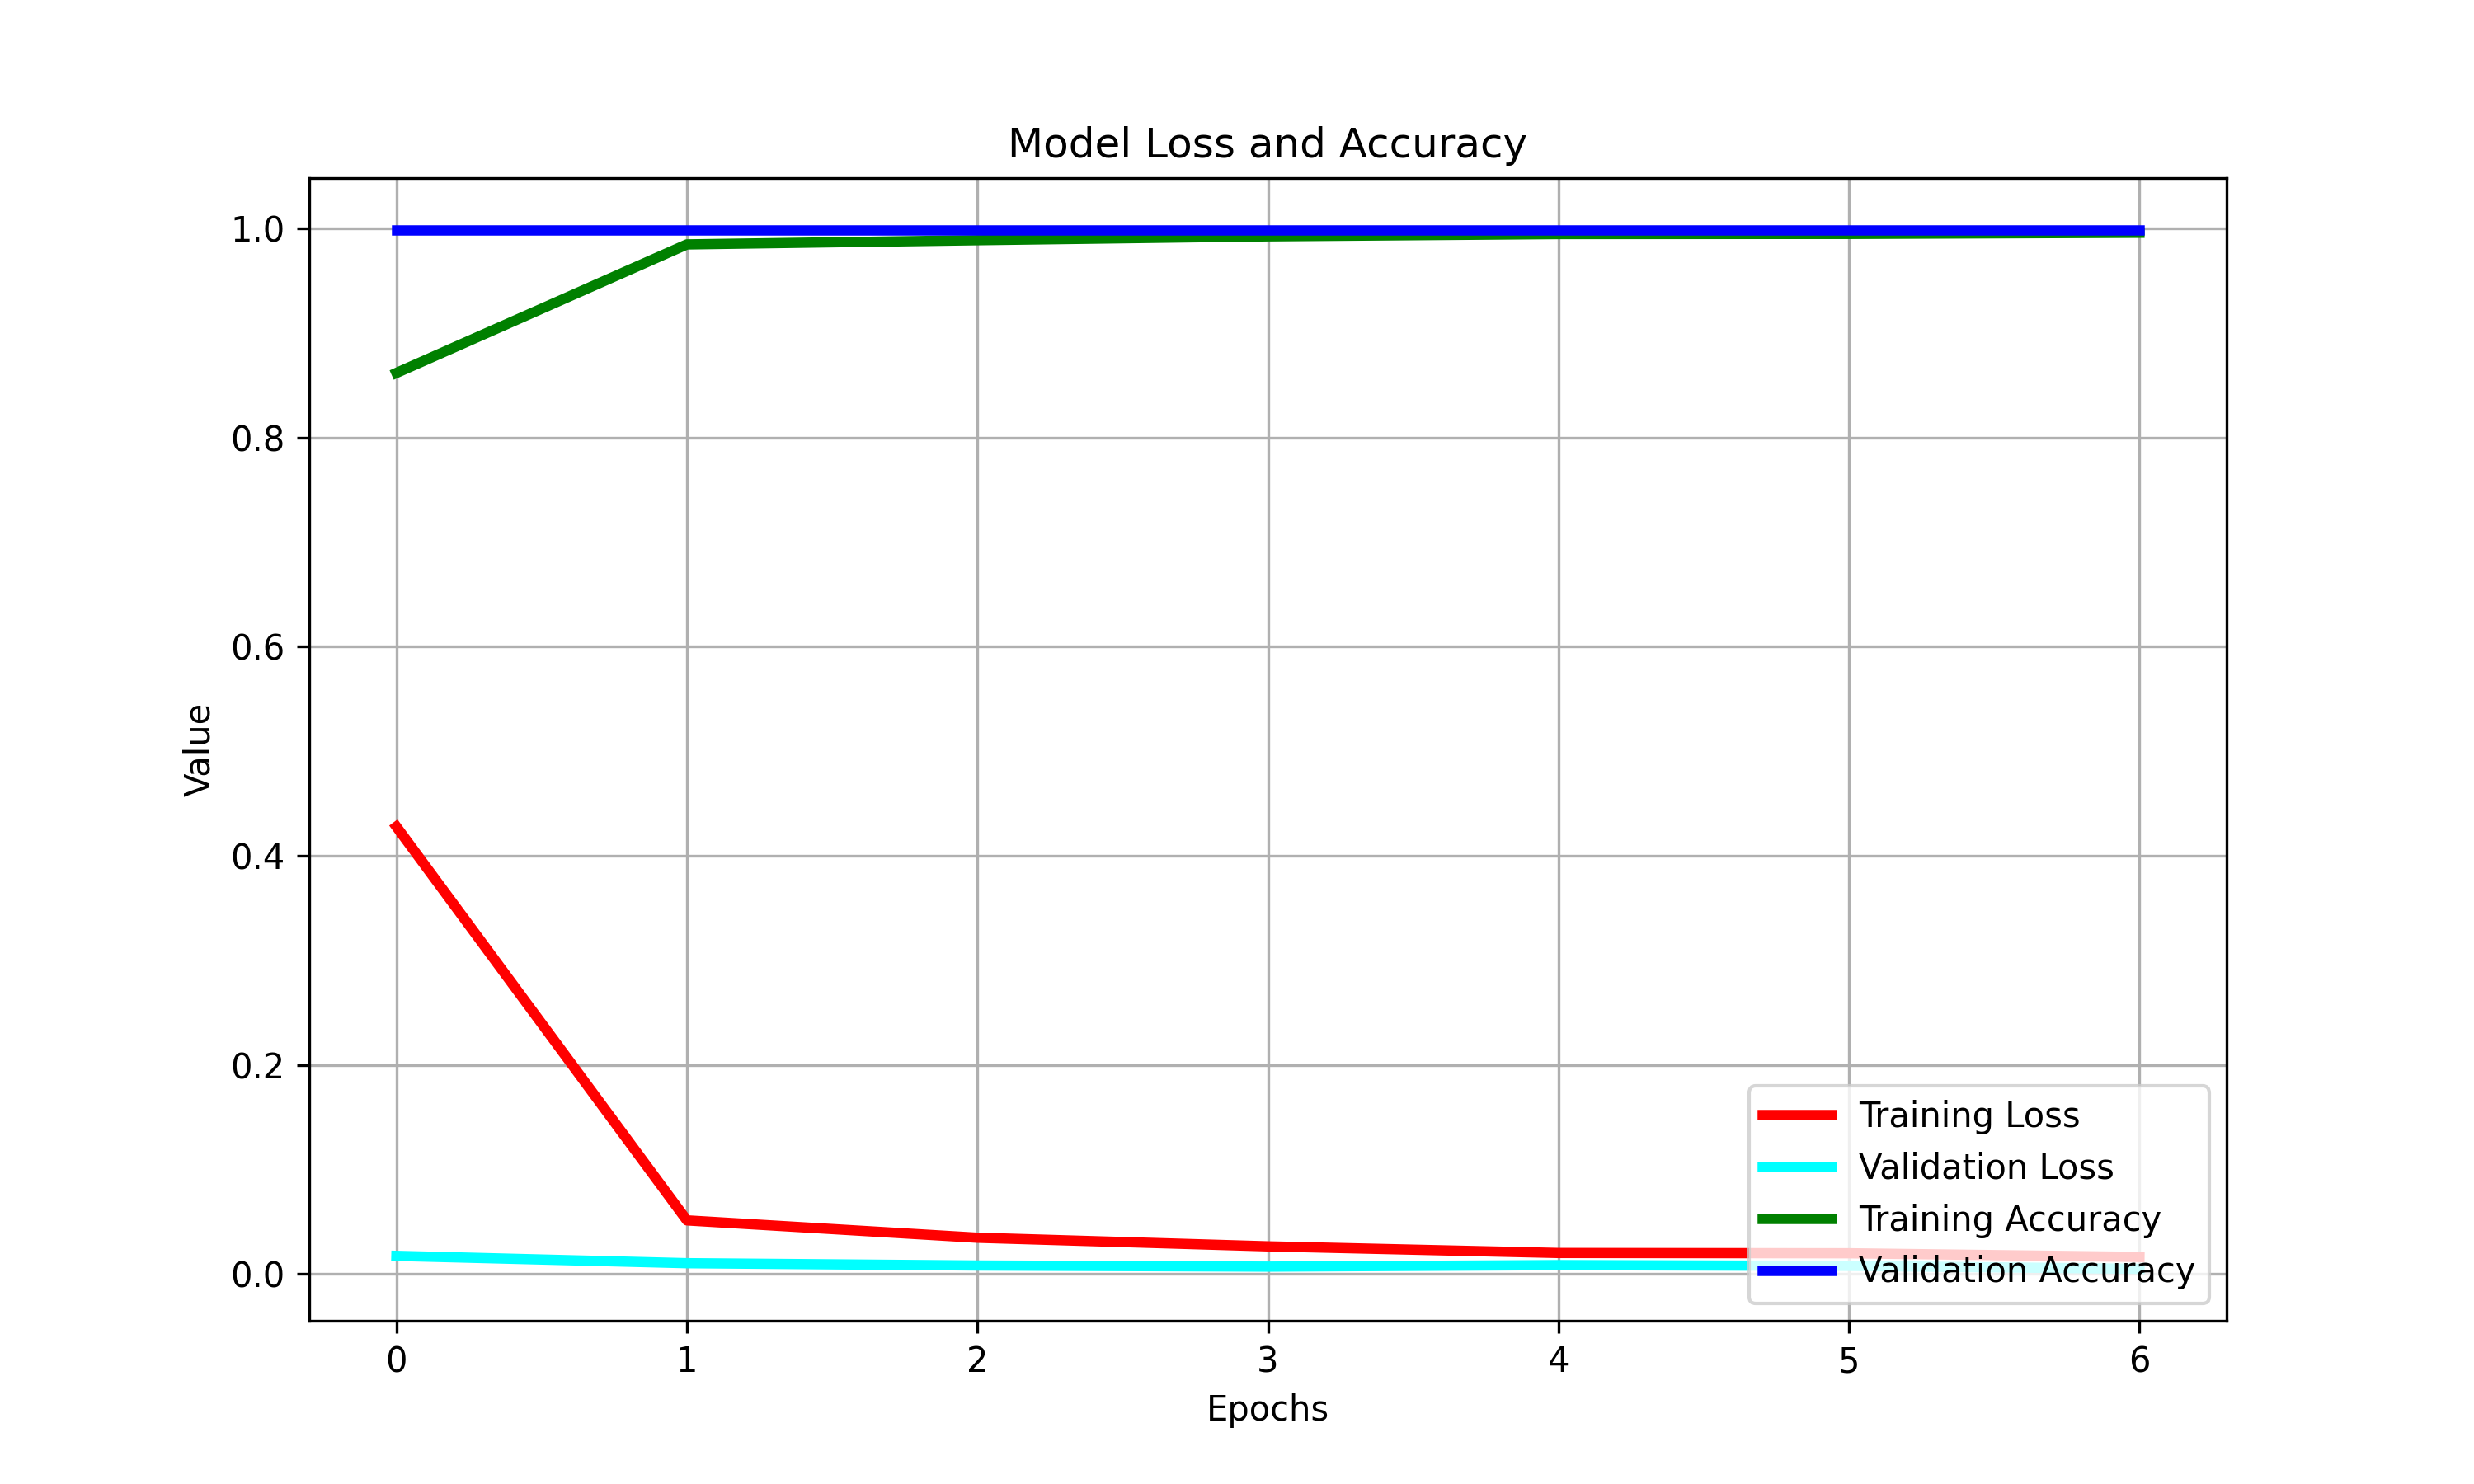 Model Loss and Accuracy
1.0
0.8
0.6
0.4
0.2
0.0
Value
Training Loss
Validation Loss
Training Accuracy
Validation Accuracy
0 1 2 3 4 5 6
Epochs